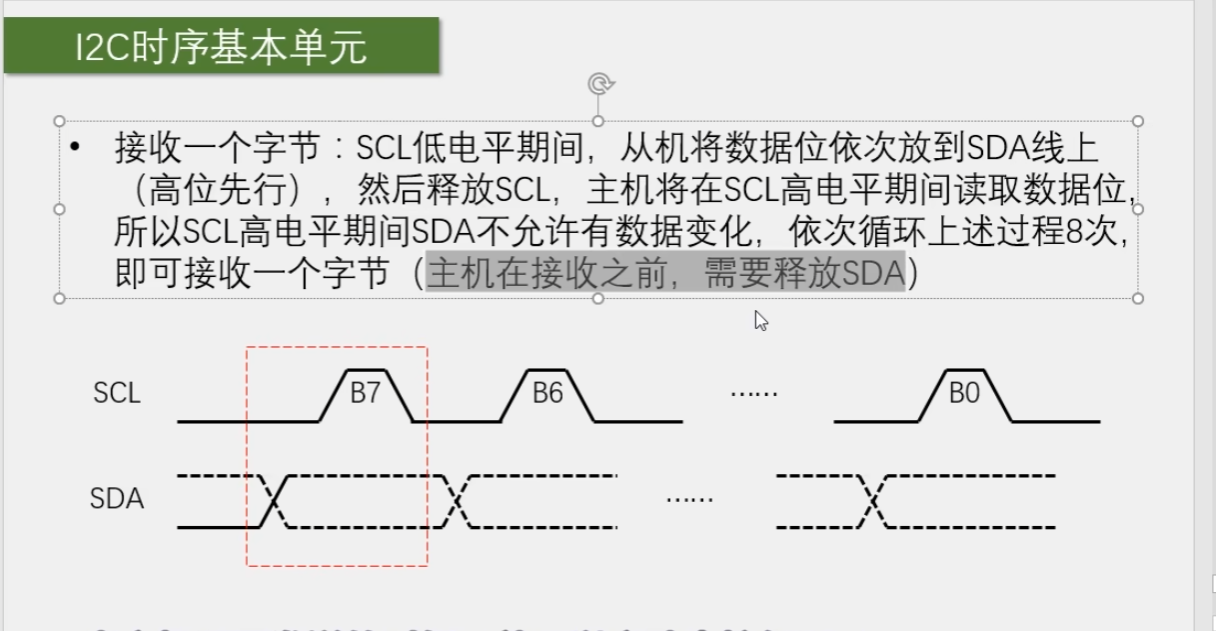 I2C时序基本单元
• 接收一个字节：SCL低电平期间，从机将数据位依次放到SDA线上
（高位先行），然后释放SCL，主机将在SCL高电平期间读取数据位，
所以SCL高电平期间SDA不允许有数据变化，依次循环上述过程8次，
即可接收一个字节（主机在接收之前，需要释放SDA）
SCL B7 B6 …… B0
SDA ……